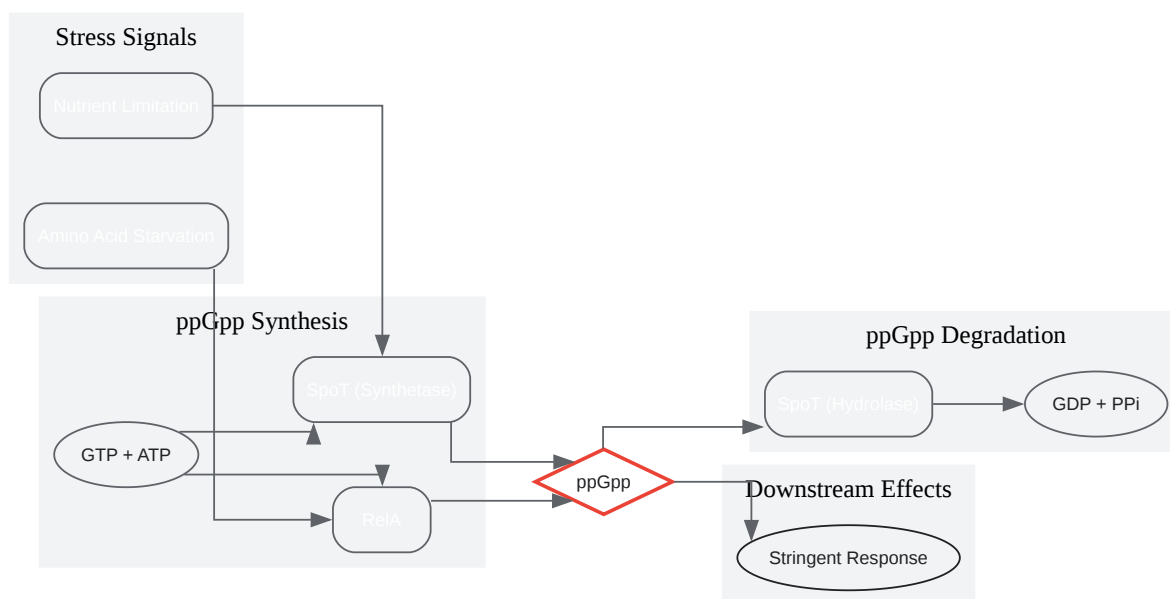 Stress Signals
Nutrient Limitation
Amino Acid Starvation
ppGpp Synthesis
SpoT (Synthetase)
GTP + ATP
RelA
ppGpp
ppGpp Degradation
SpoT (Hydrolase)
GDP + PPi
Downstream Effects
Stringent Response